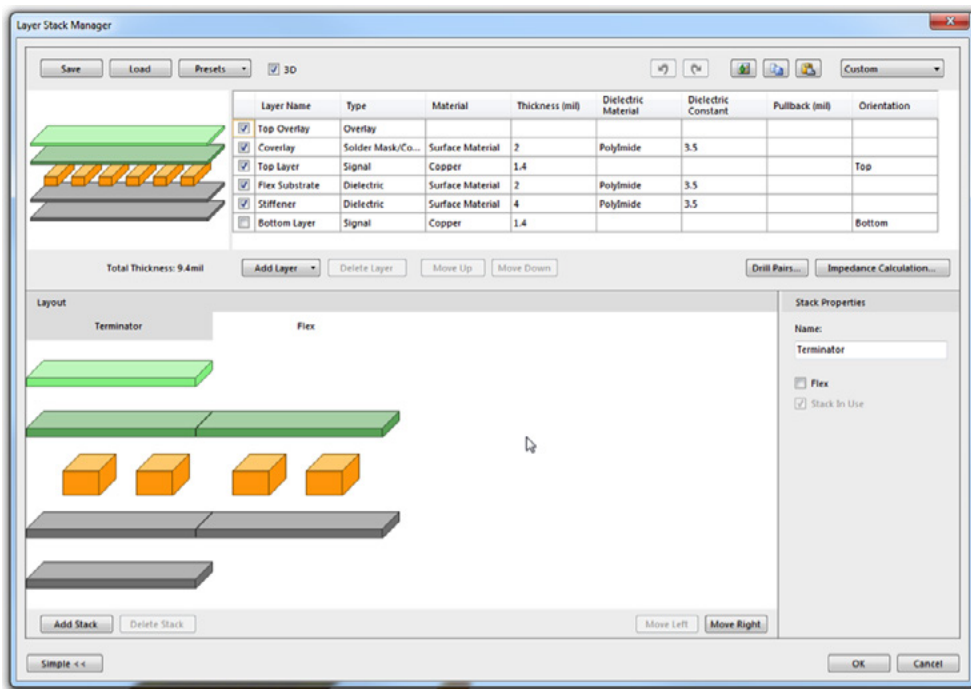 Layer Stack Manager
Save Load Presets 3D Custom
Layer Name Type Material Thickness (mil) Dielectric Material Dielectric Constant Pullback (mil) Orientation
Top Overlay Overlay
Coverlay Solder Mask/Co... Surface Material 2 PolyImide 3.5
Top Layer Signal Copper 1.4 Top
Flex Substrate Dielectric Surface Material 2 PolyImide 3.5
Stiffener Dielectric Surface Material 4 PolyImide 3.5
Bottom Layer Signal Copper 1.4 Bottom
Total Thickness: 9.4mil Add Layer Delete Layer Move Up Move Down Drill Pairs... Impedance Calculation...
Layout Stack Properties
Terminator Flex Name:
Terminator
Flex
Stack In Use
Add Stack Delete Stack Move Left Move Right
Simple << OK Cancel